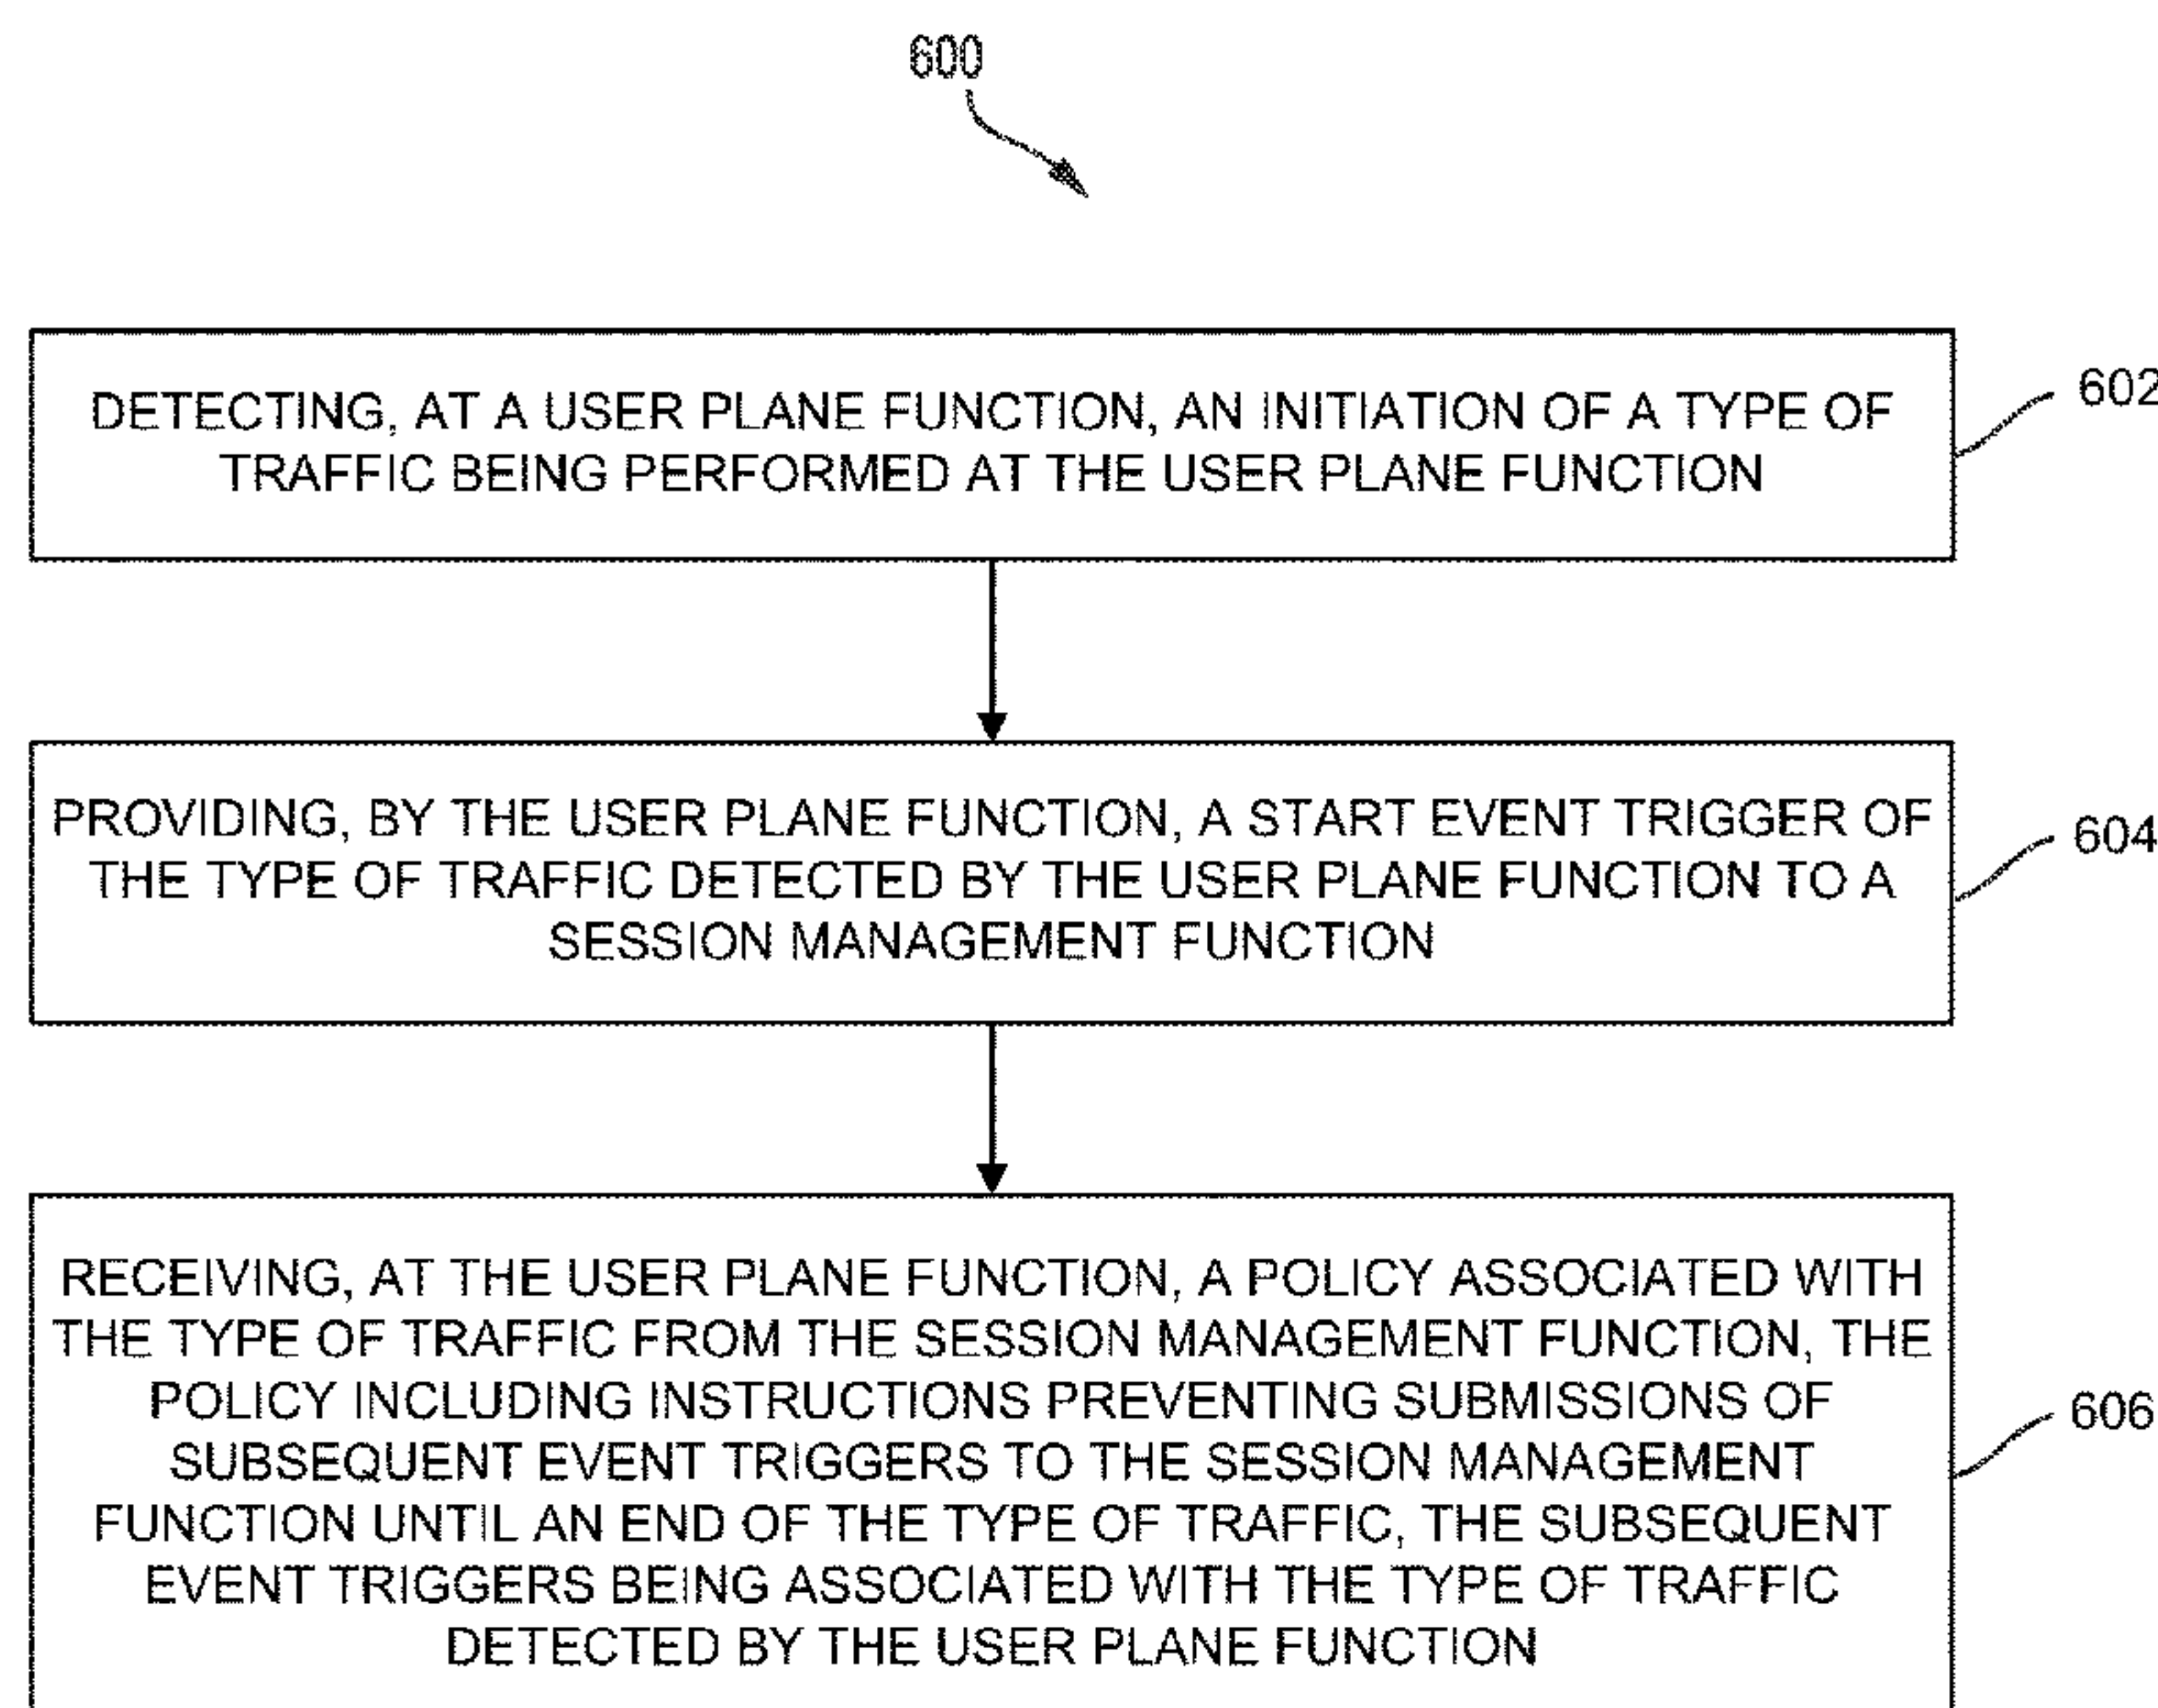 600
DETECTING, AT A USER PLANE FUNCTION, AN INITIATION OF A TYPE OF
TRAFFIC BEING PERFORMED AT THE USER PLANE FUNCTION
602
PROVIDING, BY THE USER PLANE FUNCTION, A START EVENT TRIGGER OF
THE TYPE OF TRAFFIC DETECTED BY THE USER PLANE FUNCTION TO A
SESSION MANAGEMENT FUNCTION
604
RECEIVING, AT THE USER PLANE FUNCTION, A POLICY ASSOCIATED WITH
THE TYPE OF TRAFFIC FROM THE SESSION MANAGEMENT FUNCTION, THE
POLICY INCLUDING INSTRUCTIONS PREVENTING SUBMISSIONS OF
SUBSEQUENT EVENT TRIGGERS TO THE SESSION MANAGEMENT
FUNCTION UNTIL AN END OF THE TYPE OF TRAFFIC, THE SUBSEQUENT
EVENT TRIGGERS BEING ASSOCIATED WITH THE TYPE OF TRAFFIC
DETECTED BY THE USER PLANE FUNCTION
606